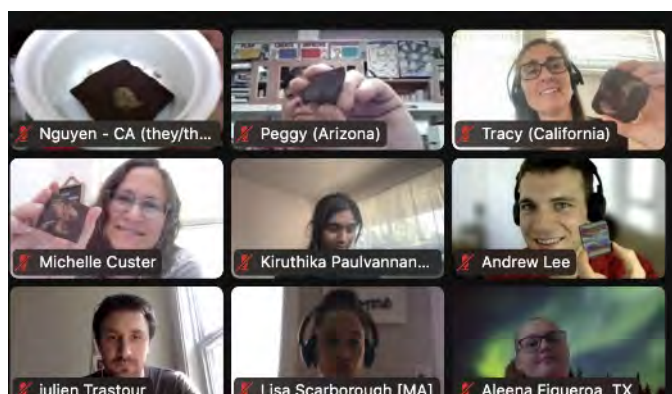 Nguyen - CA (they/th...
Peggy (Arizona)
Tracy (California)
Michelle Custer
Kiruthika Paulvannan...
Andrew Lee
julien Trastour
Lisa Scarborough [MA]
Aleena Figueroa, TX